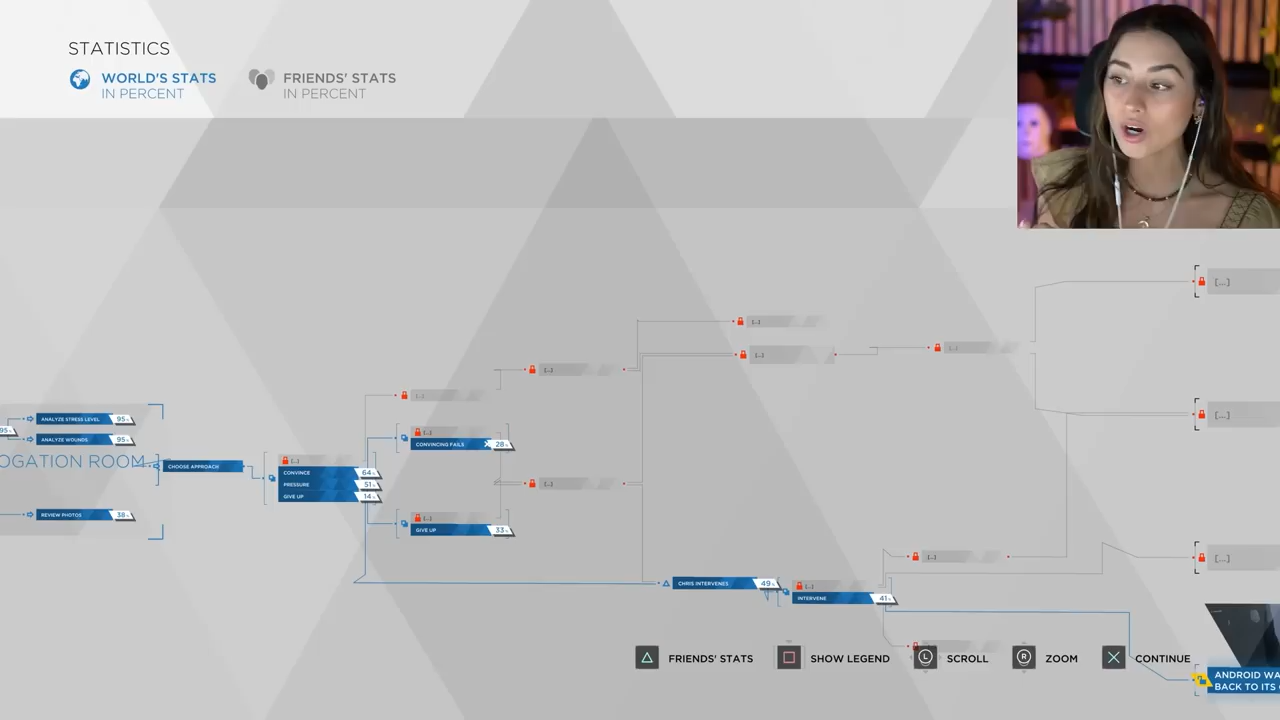 STATISTICS
WORLD'S STATS
IN PERCENT
FRIENDS' STATS
IN PERCENT
[...]
[...]
[...]
[...]
[...]
[...]
[...]
[...]
CONVINCING FAILS 28%
ANALYZE STRESS LEVEL 95%
95%
ANALYZE WOUNDS 95%
OGATION ROOM
CHOOSE APPROACH
[...]
CONVINCE 64%
PRESSURE 51%
GIVE UP 14%
[...]
REVIEW PHOTOS 38%
[...]
GIVE UP 33%
[...]
[...]
CHRIS INTERVENES 49%
[...]
INTERVENE 41%
[...]
FRIENDS' STATS
SHOW LEGEND
L SCROLL
R ZOOM
CONTINUE
ANDROID WA
BACK TO ITS